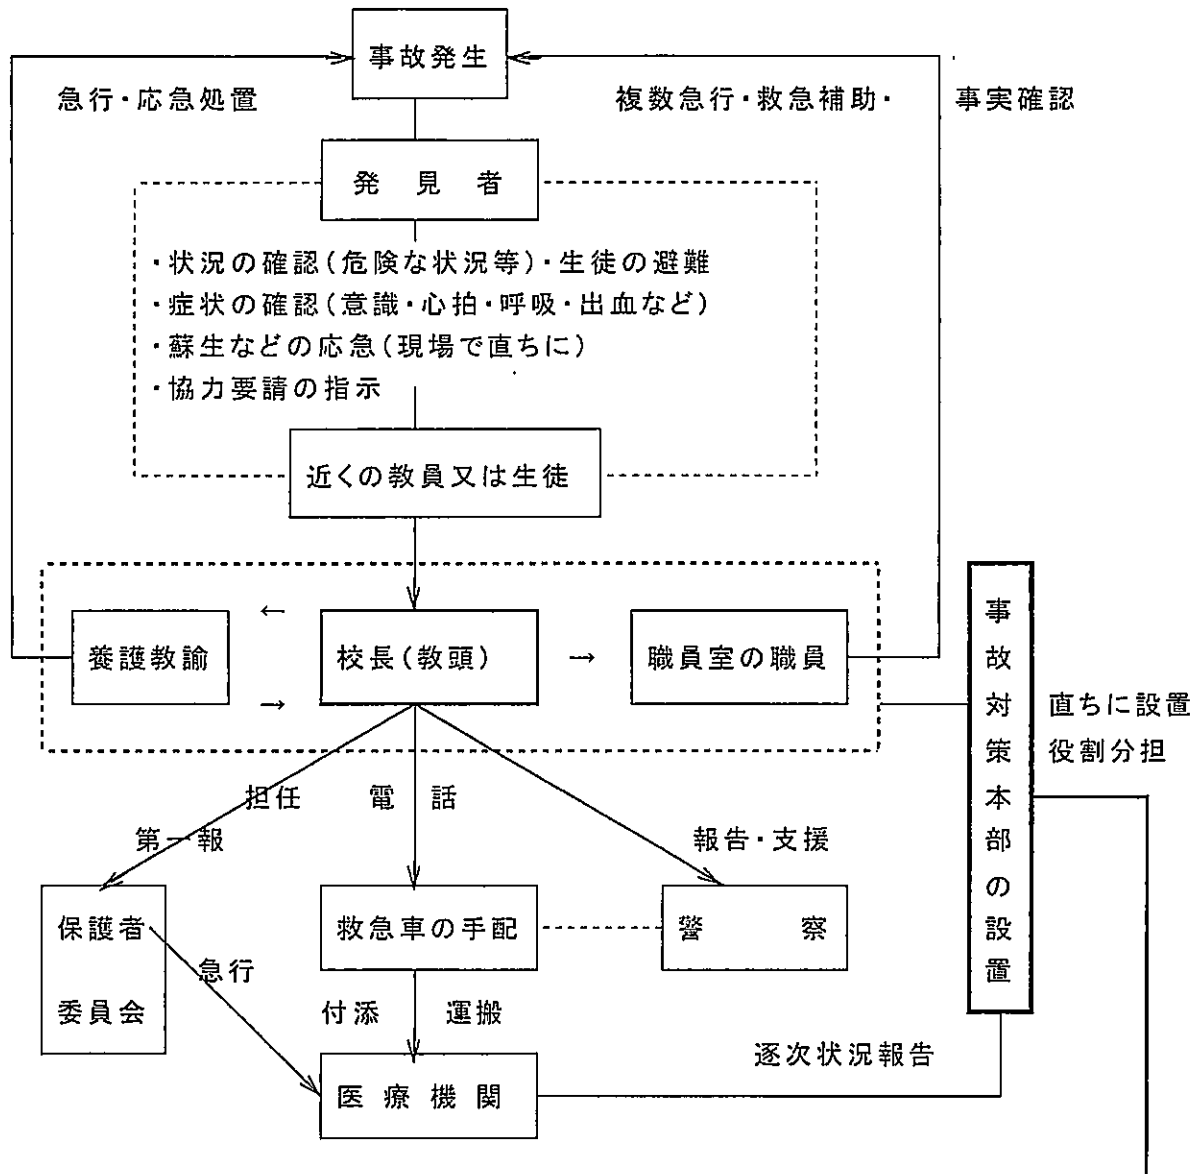 事故発生
急行・応急処置
複数急行・救急補助・ 事実確認
発見者
・状況の確認（危険な状況等）・生徒の避難
・症状の確認（意識・心拍・呼吸・出血など）
・蘇生などの応急（現場で直ちに）
・協力要請の指示
近くの教員又は生徒
養護教諭
←
→
校長（教頭）
→
職員室の職員
事故対策本部の設置
直ちに設置
役割分担
担任
電話
第一報
報告・支援
保護者
委員会
救急車の手配
警察
急行
付添
運搬
逐次状況報告
医療機関